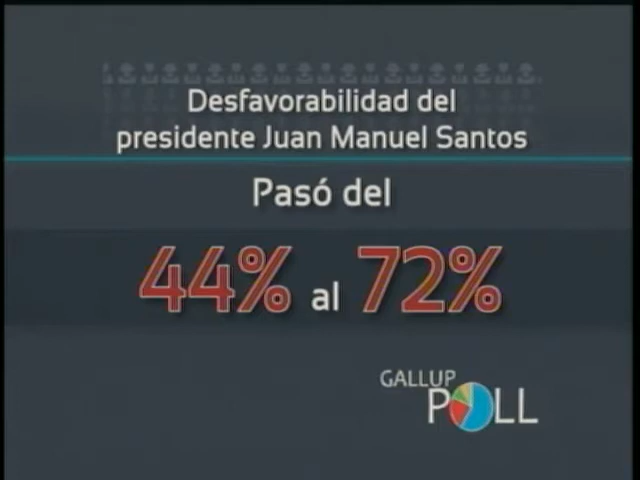 Desfavorabilidad del
presidente Juan Manuel Santos
Pasó del
44% al 72%
GALLUP
POLL